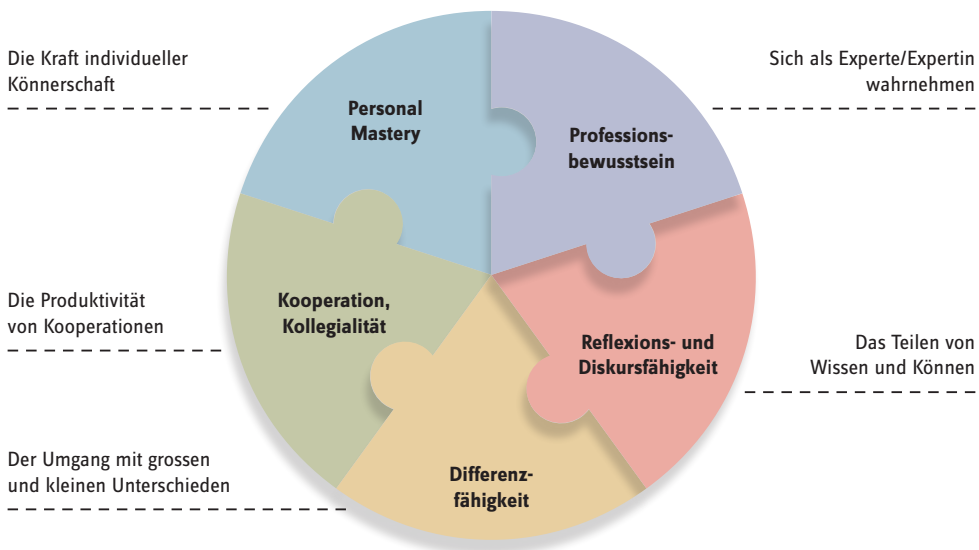 Die Kraft individueller
Könnerschaft
Sich als Experte/Expertin
wahrnehmen
Personal
Mastery
Professions-
bewusstsein
Die Produktivität
von Kooperationen
Kooperation,
Kollegialität
Reflexions- und
Diskursfähigkeit
Das Teilen von
Wissen und Können
Der Umgang mit grossen
und kleinen Unterschieden
Differenz-
fähigkeit